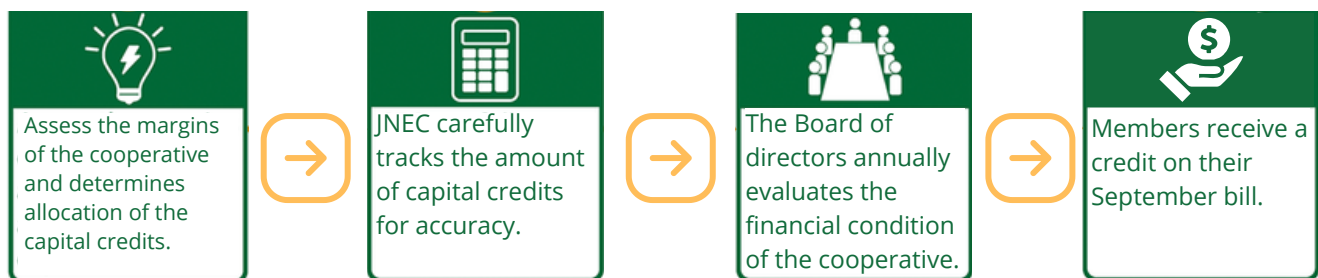 Assess the margins
of the cooperative
and determines
allocation of the
capital credits.
JNEC carefully
tracks the amount
of capital credits
for accuracy.
The Board of
directors annually
evaluates the
financial condition
of the cooperative.
$
Members receive a
credit on their
September bill.